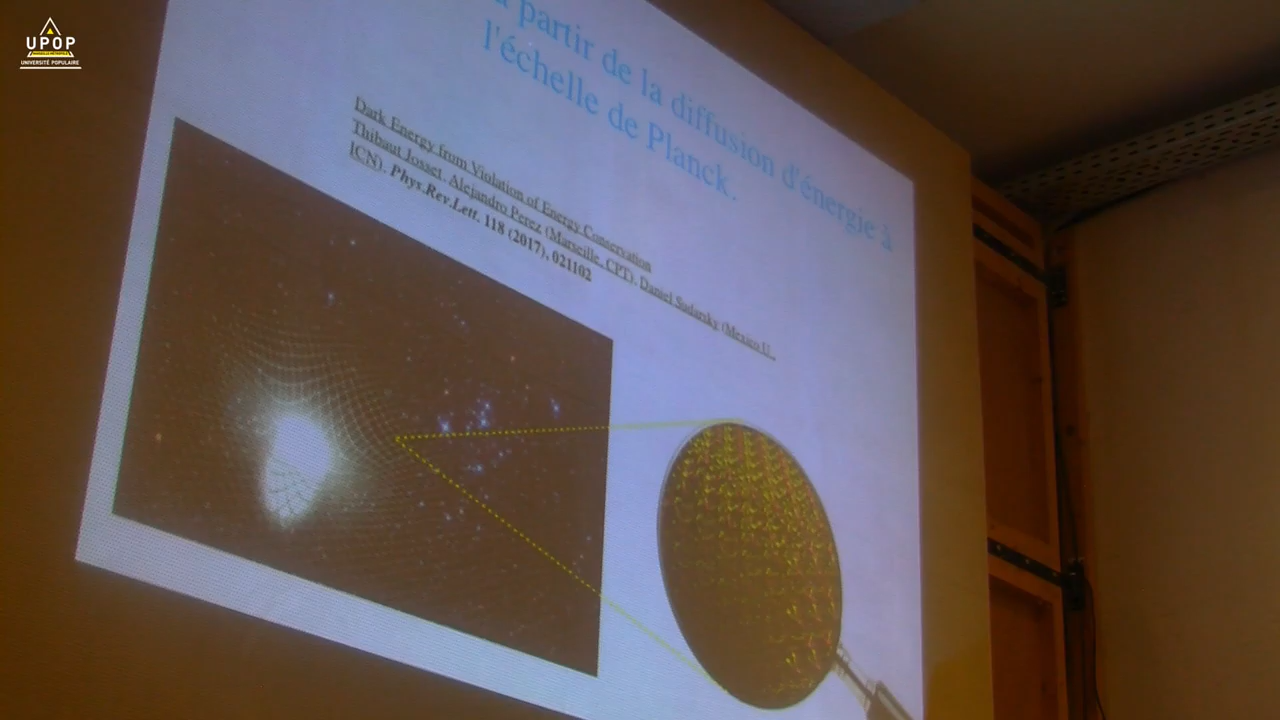 UPOP
UNIVERSITÉ POPULAIRE
partir de la diffusion d'énergie à
l'échelle de Planck.
Dark Energy from Violation of Energy Conservation
Thibaut Josset, Alejandro Perez (Marseille, CPT), Daniel Sudarsky (Mexico U.,
ICN). Phys.Rev.Lett. 118 (2017), 021102